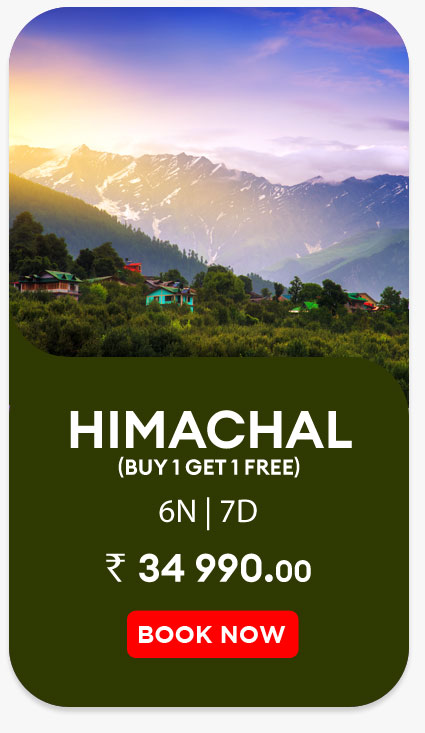 HIMACHAL
(BUY 1 GET 1 FREE)
6N | 7D
₹ 34 990.00
BOOK NOW